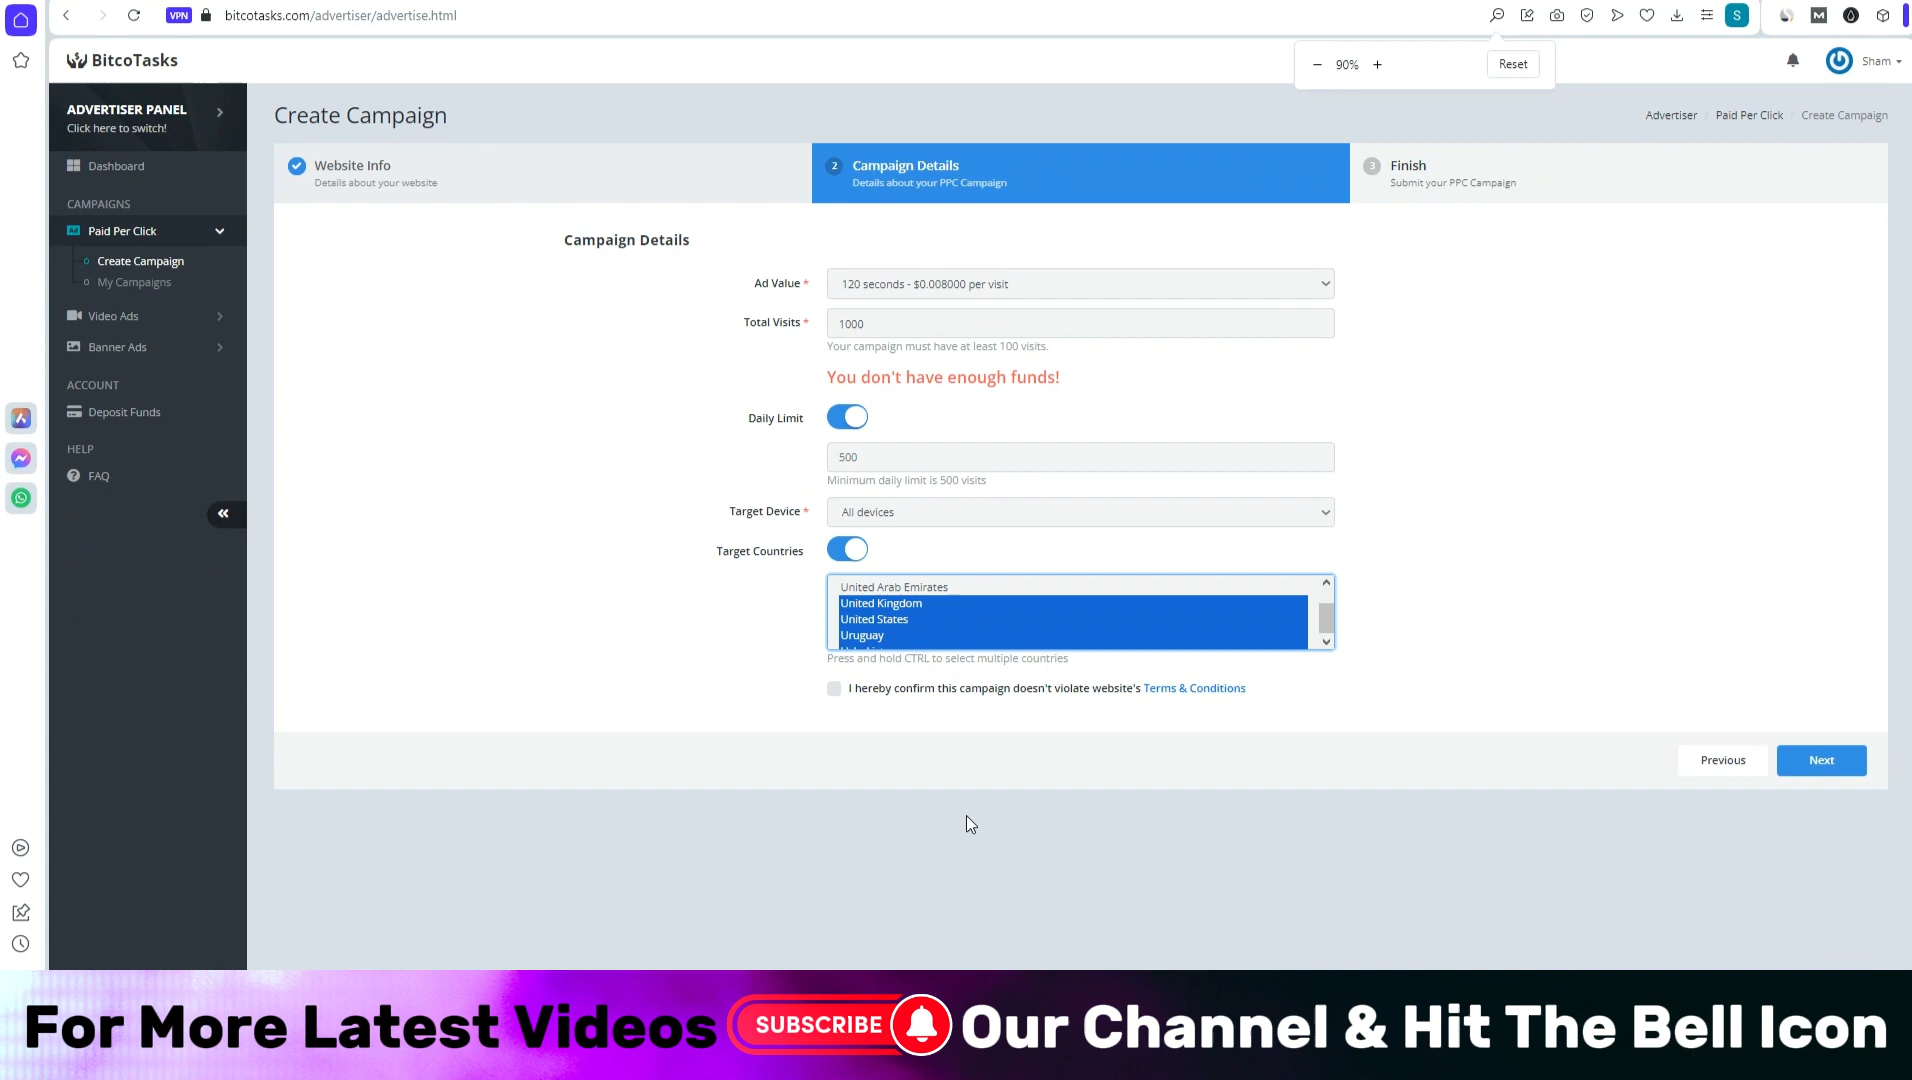 VPN
bitcotasks.com/advertiser/advertise.html
S
M
BitcoTasks
90%
Reset
Sham
ADVERTISER PANEL
Click here to switch!
Dashboard
CAMPAIGNS
Ad
Paid Per Click
Create Campaign
My Campaigns
Video Ads
Banner Ads
ACCOUNT
Deposit Funds
HELP
FAQ
Create Campaign
Advertiser / Paid Per Click / Create Campaign
Website Info
Details about your website
2
Campaign Details
Details about your PPC Campaign
3
Finish
Submit your PPC Campaign
Campaign Details
Ad Value *
120 seconds - $0.008000 per visit
Total Visits *
1000
Your campaign must have at least 100 visits.
You don't have enough funds!
Daily Limit
500
Minimum daily limit is 500 visits
Target Device *
All devices
Target Countries
United Arab Emirates
United Kingdom
United States
Uruguay
Press and hold CTRL to select multiple countries
I hereby confirm this campaign doesn't violate website's Terms & Conditions
Previous
Next
For More Latest Videos SUBSCRIBE Our Channel & Hit The Bell Icon